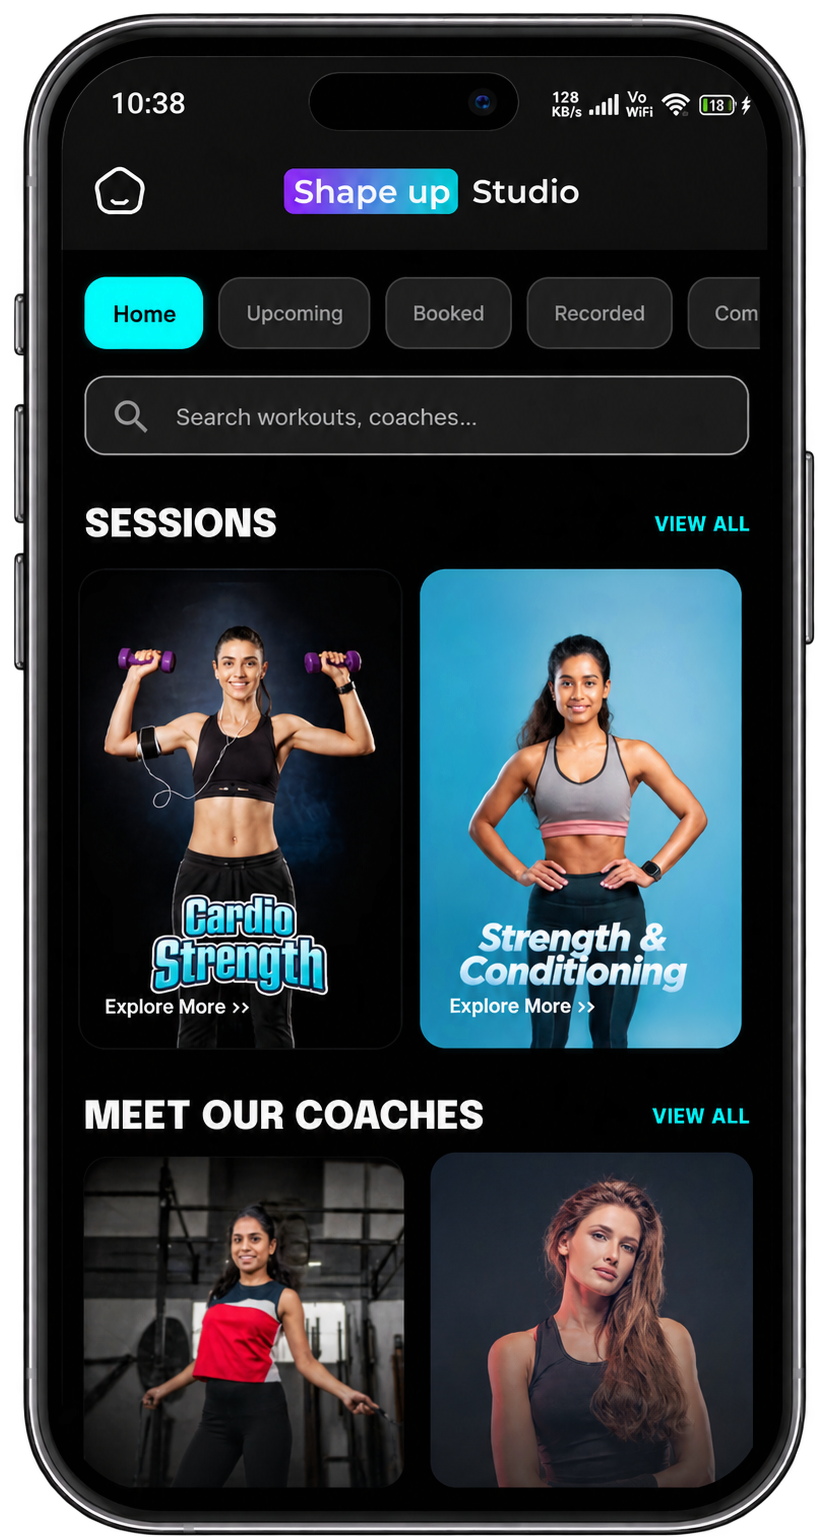 10:38
128 KB/s
Vo WiFi
18
Shape up Studio
Home
Upcoming
Booked
Recorded
Com
Search workouts, coaches...
SESSIONS
VIEW ALL
Cardio
Strength
Explore More >>
Strength &
Conditioning
Explore More >>
MEET OUR COACHES
VIEW ALL